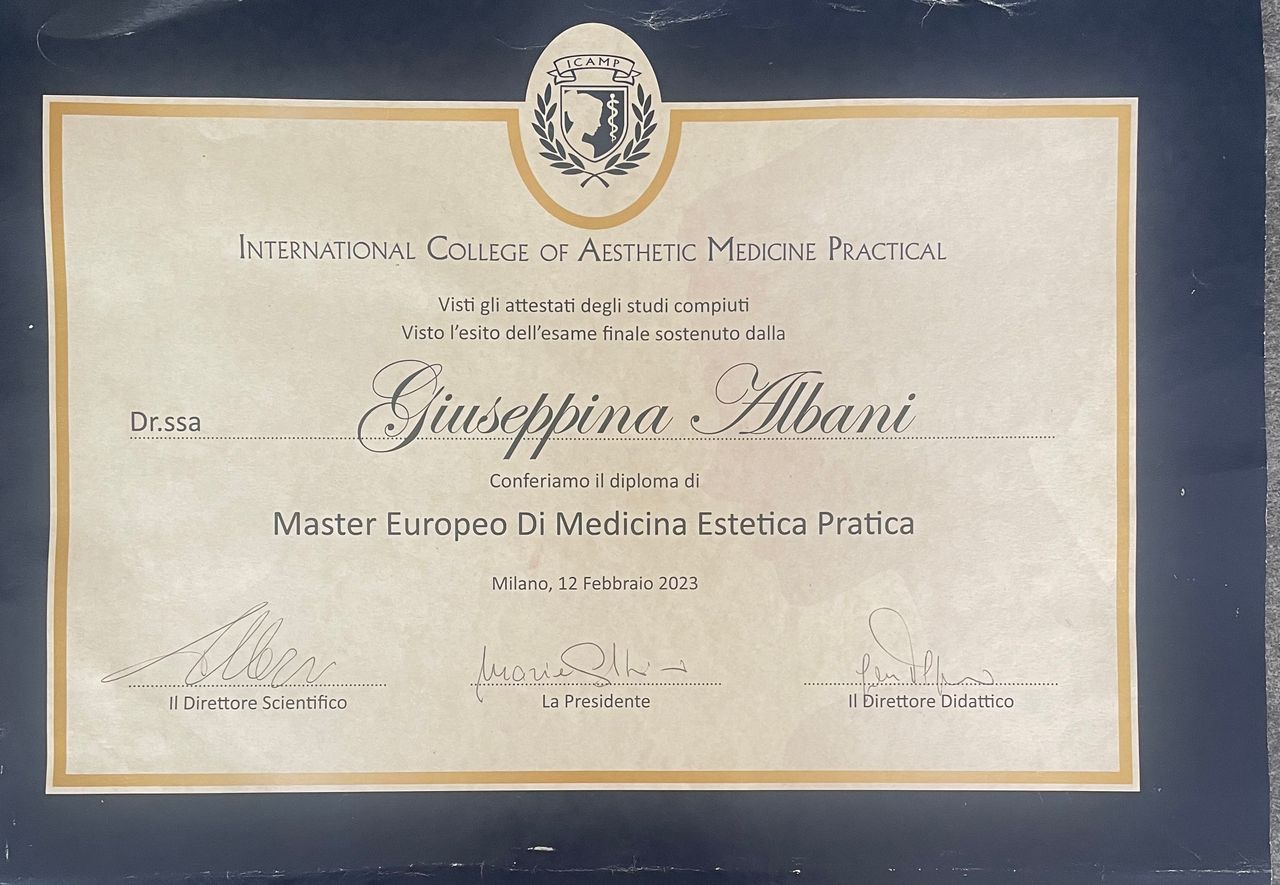 ICAMP
INTERNATIONAL COLLEGE OF AESTHETIC MEDICINE PRACTICAL
Visti gli attestati degli studi compiuti
Visto l'esito dell'esame finale sostenuto dalla
Dr.ssa Giuseppina Albani
Conferiamo il diploma di
Master Europeo Di Medicina Estetica Pratica
Milano, 12 Febbraio 2023
Il Direttore Scientifico
La Presidente
Il Direttore Didattico